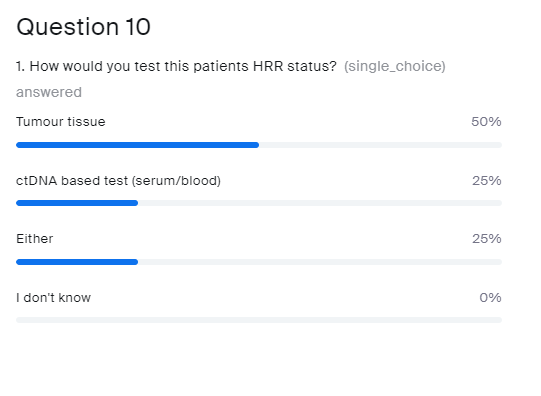 Question 10
1. How would you test this patients HRR status? (single_choice)
answered
Tumour tissue 50%
ctDNA based test (serum/blood) 25%
Either 25%
I don't know 0%